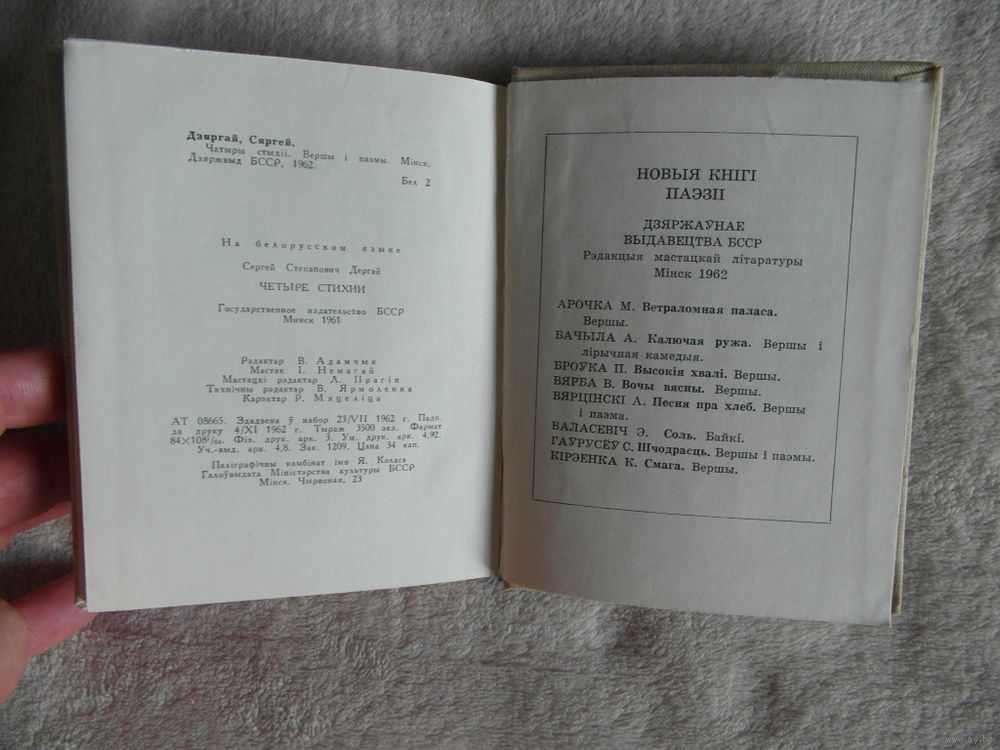 Дзяргай, Сяргей.
Чатыры стыхіі. Вершы і паэмы. Мінск,
Дзяржвыд БССР, 1962.
Бел 2
На белорусском языке
Сергей Степанович Дергай
ЧЕТЫРЕ СТИХИИ
Государственное издательство БССР
Минск 1961
Рэдактар В. Адамчык
Мастак І. Немагай
Мастацкі рэдактар Л. Прагін
Тэхнічны рэдактар В. Ярмоленка
Карэктар Р. Мяцеліца
АТ 08665. Здадзена ў набор 23/VII 1962 г. Падп.
да друку 4/XI 1962 г. Тыраж 3500 экз. Фармат
84×108¹/₆₄. Фіз. друк. арк. 3. Ум. друк. арк. 4,92.
Уч.-выд. арк. 4,8. Зак. 1209. Цана 34 кап.
Паліграфічны камбінат імя Я. Коласа
Галоўвыдата Міністэрства культуры БССР
Мінск, Чырвоная, 23
НОВЫЯ КНІГІ
ПАЭЗІІ
ДЗЯРЖАЎНАЕ
ВЫДАВЕЦТВА БССР
Рэдакцыя мастацкай літаратуры
Мінск 1962
АРОЧКА М. Ветраломная паласа.
Вершы.
БАЧЫЛА А. Калючая ружа. Вершы і
лірычная камедыя.
БРОЎКА П. Высокія хвалі. Вершы.
ВЯРБА В. Вочы вясны. Вершы.
ВЯРЦІНСКІ А. Песня пра хлеб. Вершы
і паэма.
ВАЛАСЕВІЧ Э. Соль. Байкі.
ГАЎРУСЁЎ С. Шчодрасць. Вершы і паэмы.
КІРЭЕНКА К. Смага. Вершы.
www.ay.by